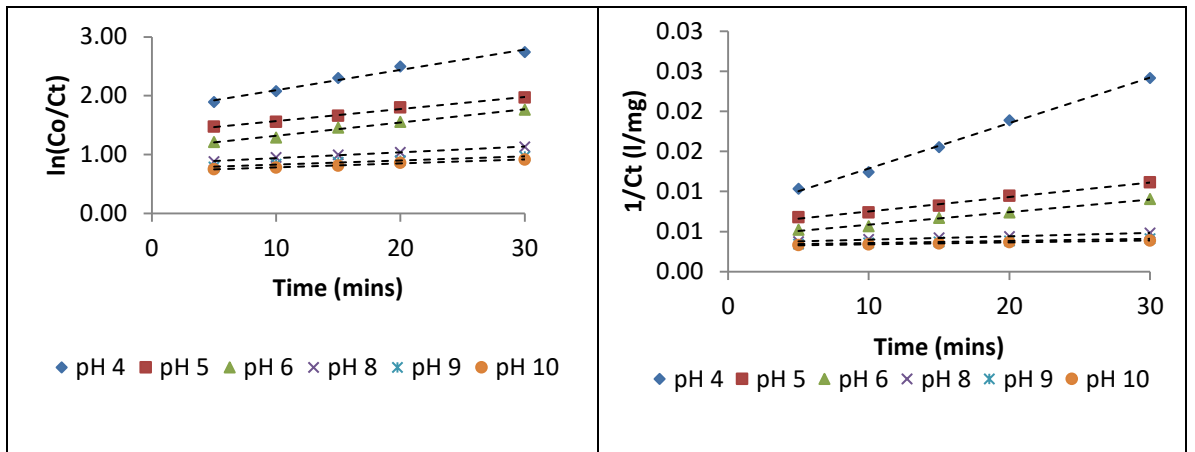 3.00
2.00
1.00
0.00
ln(Co/Ct)
0 10 20 30
Time (mins)
pH 4 pH 5 pH 6 pH 8 pH 9 pH 10
0.03
0.03
0.02
0.02
0.01
0.01
0.00
1/Ct (l/mg)
0 10 20 30
Time (mins)
pH 4 pH 5 pH 6 pH 8 pH 9 pH 10